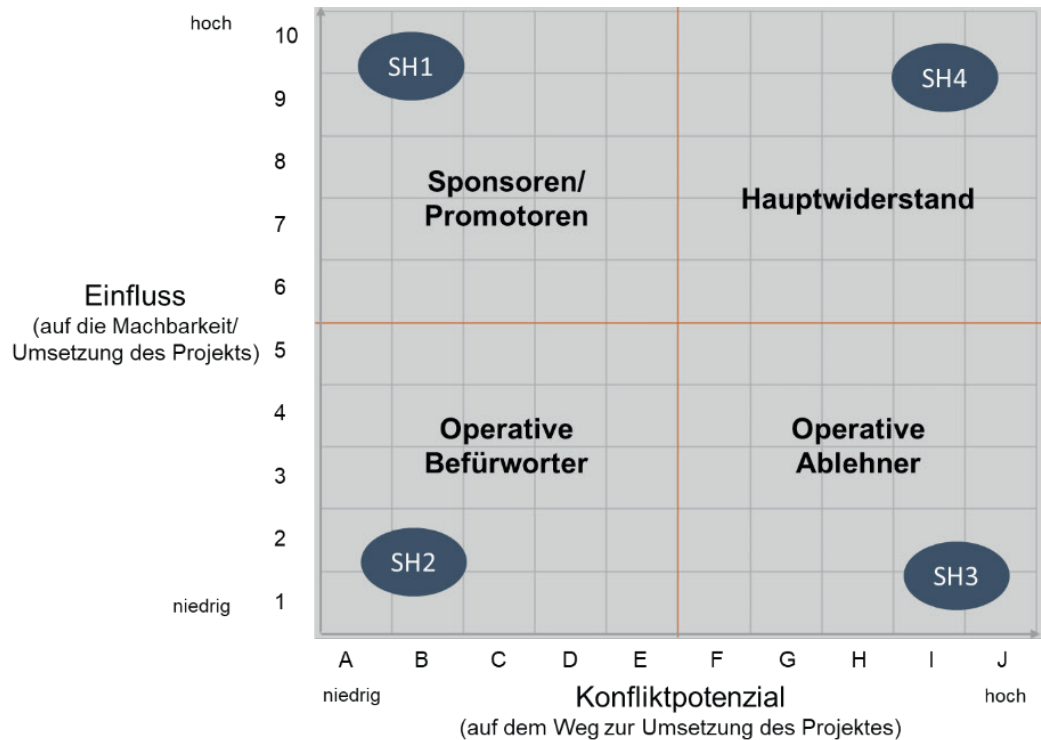 hoch
10
SH1
SH4
9
8
Sponsoren/
Promotoren
Hauptwiderstand
7
6
Einfluss
(auf die Machbarkeit/
Umsetzung des Projekts)
5
4
Operative
Befürworter
Operative
Ablehner
3
2
SH2
SH3
niedrig
1
A B C D E F G H I J
niedrig
Konfliktpotenzial
hoch
(auf dem Weg zur Umsetzung des Projektes)